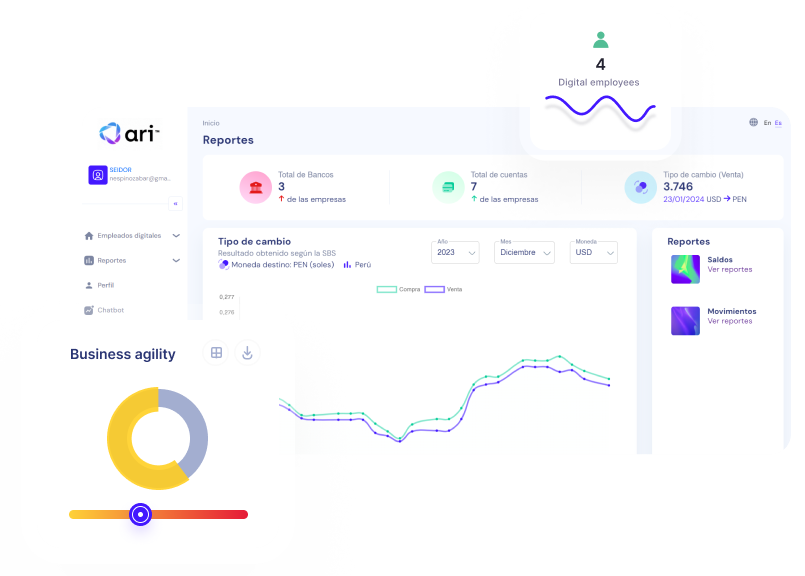 4
Digital employees
Inicio
En Es
Reportes
ari™
SEIDOR
nespinozabar@gma..
«
Total de Bancos
3
de las empresas
Total de cuentas
7
de las empresas
Tipo de cambio (Venta)
3.746
23/01/2024 USD → PEN
Empleados digitales
Reportes
Perfil
Chatbot
Tipo de cambio
Resultado obtenido según la SBS
Moneda destino: PEN (soles) Perú
Año
2023
Mes
Diciembre
Moneda
USD
Compra Venta
0,277
0,276
Reportes
Saldos
Ver reportes
Movimientos
Ver reportes
Business agility